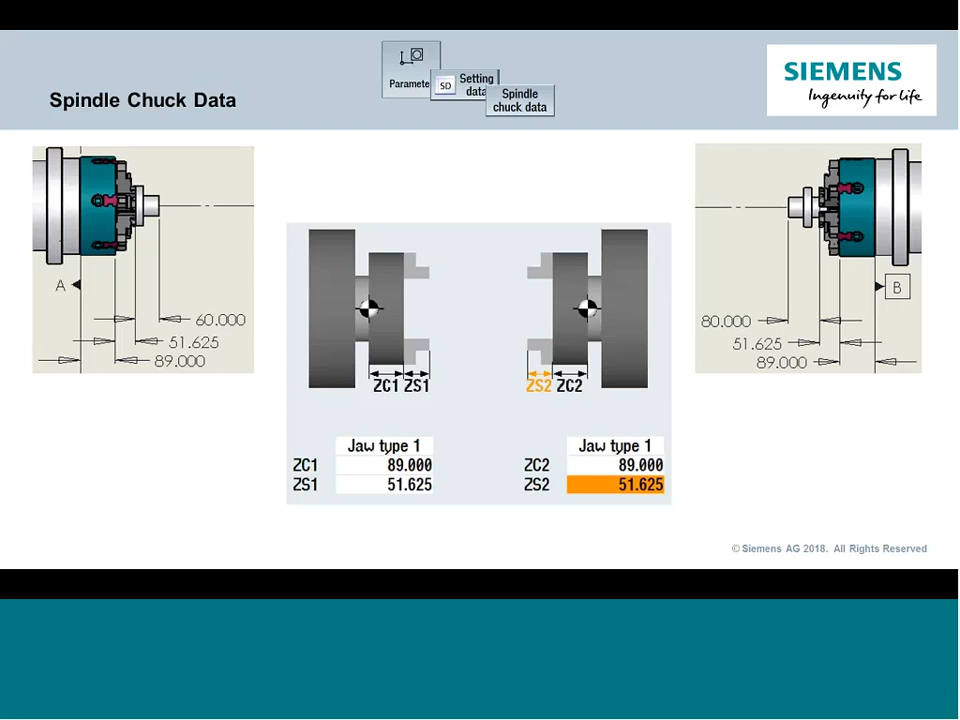 Spindle Chuck Data
Paramete
SD
Setting
data
Spindle
chuck data
SIEMENS
Ingenuity for life
A
60.000
51.625
89.000
ZC1 ZS1
ZS2 ZC2
Jaw type 1
ZC1 89.000
ZS1 51.625
Jaw type 1
ZC2 89.000
ZS2 51.625
B
80.000
51.625
89.000
© Siemens AG 2018. All Rights Reserved